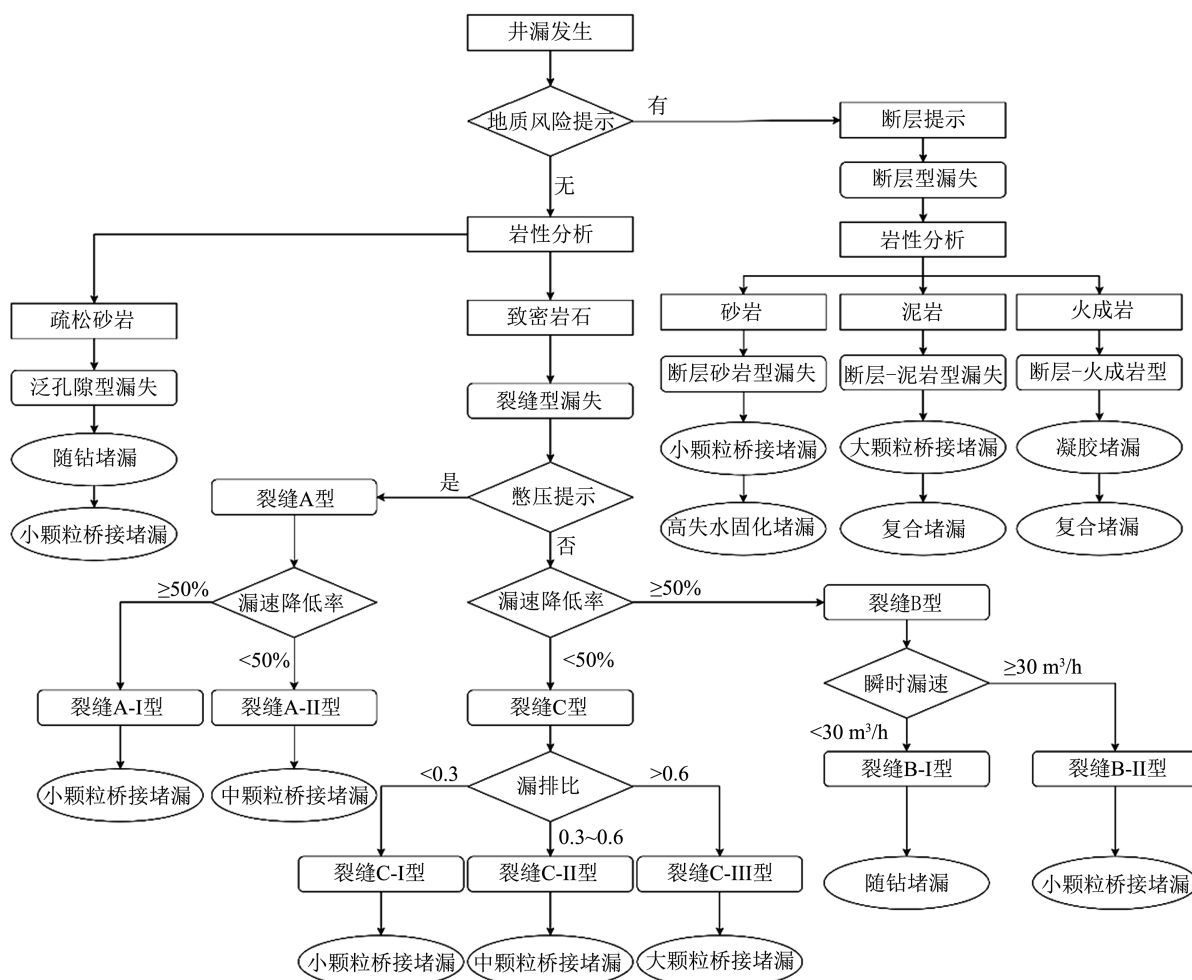 井漏发生
地质风险提示
有
断层提示
无
断层型漏失
岩性分析
岩性分析
疏松砂岩
致密岩石
砂岩
泥岩
火成岩
泛孔隙型漏失
裂缝型漏失
断层砂岩型漏失
断层-泥岩型漏失
断层-火成岩型
随钻堵漏
小颗粒桥接堵漏
大颗粒桥接堵漏
凝胶堵漏
小颗粒桥接堵漏
裂缝A型
是
憋压提示
否
高失水固化堵漏
复合堵漏
复合堵漏
≥50%
漏速降低率
<50%
漏速降低率
≥50%
<50%
裂缝B型
瞬时漏速
≥30 m³/h
<30 m³/h
裂缝A-I型
裂缝A-II型
裂缝C型
裂缝B-I型
裂缝B-II型
小颗粒桥接堵漏
中颗粒桥接堵漏
<0.3
漏排比
>0.6
0.3~0.6
裂缝C-I型
裂缝C-II型
裂缝C-III型
随钻堵漏
小颗粒桥接堵漏
小颗粒桥接堵漏
中颗粒桥接堵漏
大颗粒桥接堵漏